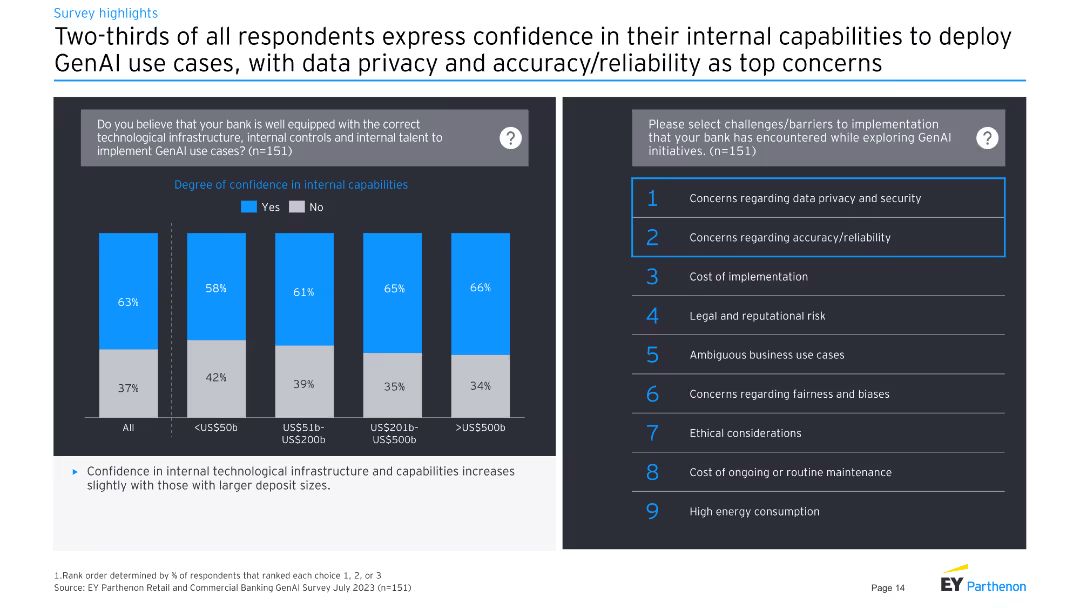 Survey highlights
Two-thirds of all respondents express confidence in their internal capabilities to deploy
GenAI use cases, with data privacy and accuracy/reliability as top concerns
Do you believe that your bank is well equipped with the correct
technological infrastructure, internal controls and internal talent to
implement GenAI use cases? (n=151)
?
Degree of confidence in internal capabilities
Yes No
63% 58% 61% 65% 66%
37% 42% 39% 35% 34%
All <US$50b US$51b- US$201b- >US$500b
US$200b US$500b
▸ Confidence in internal technological infrastructure and capabilities increases
slightly with those with larger deposit sizes.
Please select challenges/barriers to implementation
that your bank has encountered while exploring GenAI
initiatives. (n=151)
?
1 Concerns regarding data privacy and security
2 Concerns regarding accuracy/reliability
3 Cost of implementation
4 Legal and reputational risk
5 Ambiguous business use cases
6 Concerns regarding fairness and biases
7 Ethical considerations
8 Cost of ongoing or routine maintenance
9 High energy consumption
1.Rank order determined by % of respondents that ranked each choice 1, 2, or 3
Source: EY Parthenon Retail and Commercial Banking GenAI Survey July 2023 (n=151)
Page 14
EY Parthenon